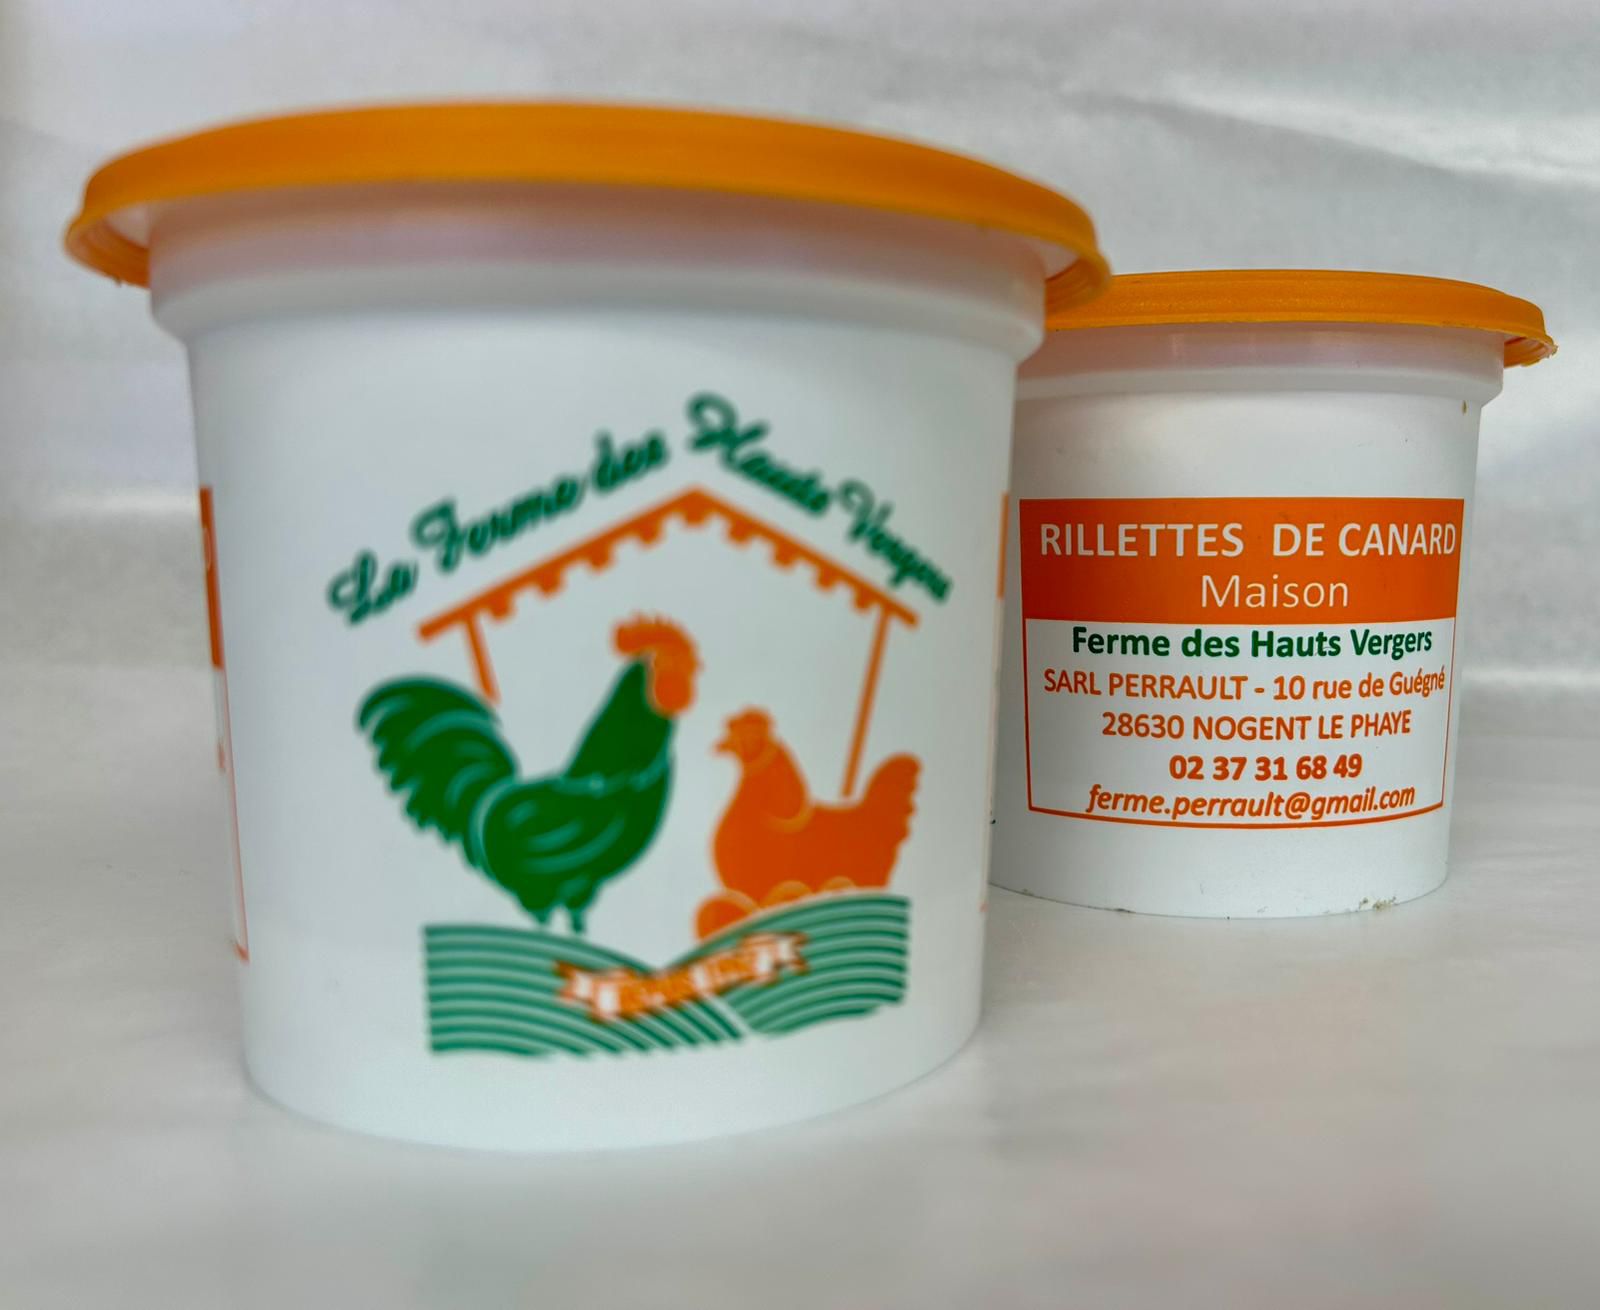 La Ferme des Hauts Vergers
RILLETTES DE CANARD
Maison
Ferme des Hauts Vergers
SARL PERRAULT - 10 rue de Guégné
28630 NOGENT LE PHAYE
02 37 31 68 49
ferme.perrault@gmail.com